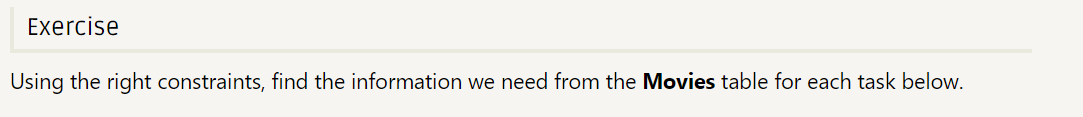 Exercise
Using the right constraints, find the information we need from the Movies table for each task below.